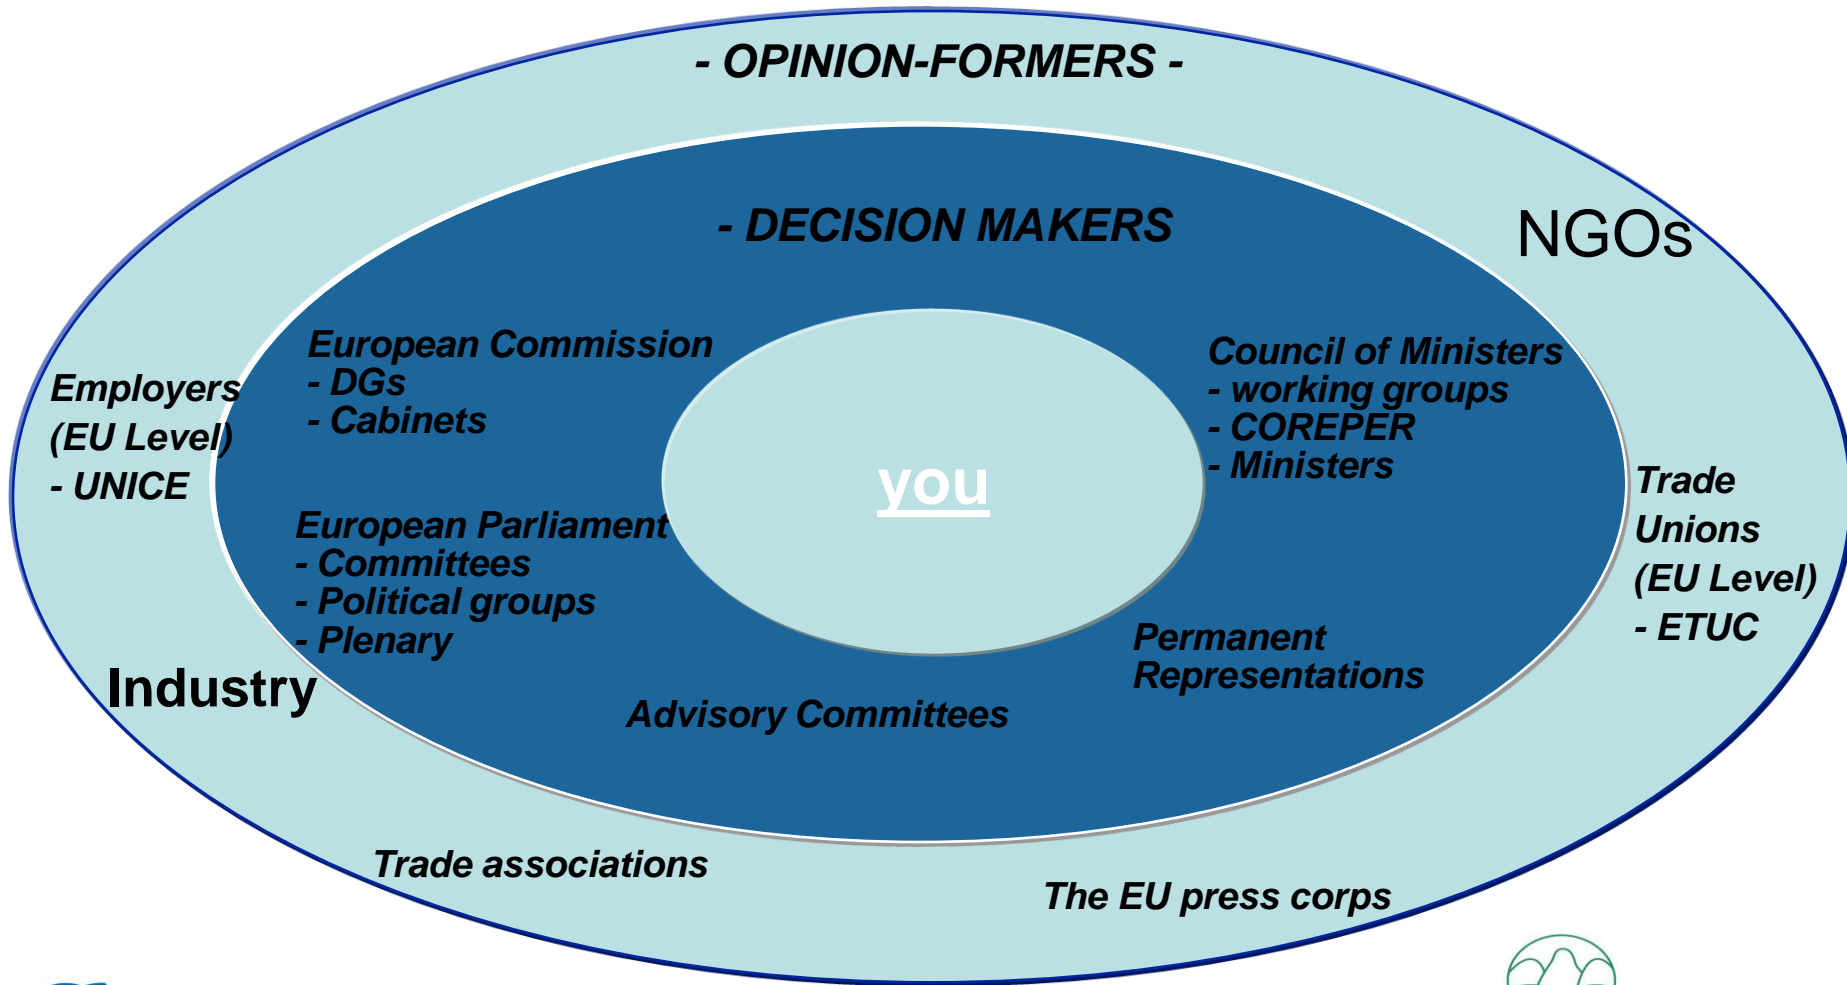 - OPINION-FORMERS -
- DECISION MAKERS
NGOs
European Commission
- DGs
- Cabinets
Council of Ministers
- working groups
- COREPER
- Ministers
Employers
(EU Level)
- UNICE
you
European Parliament
- Committees
- Political groups
- Plenary
Trade
Unions
(EU Level)
- ETUC
Permanent
Representations
Industry
Advisory Committees
Trade associations
The EU press corps